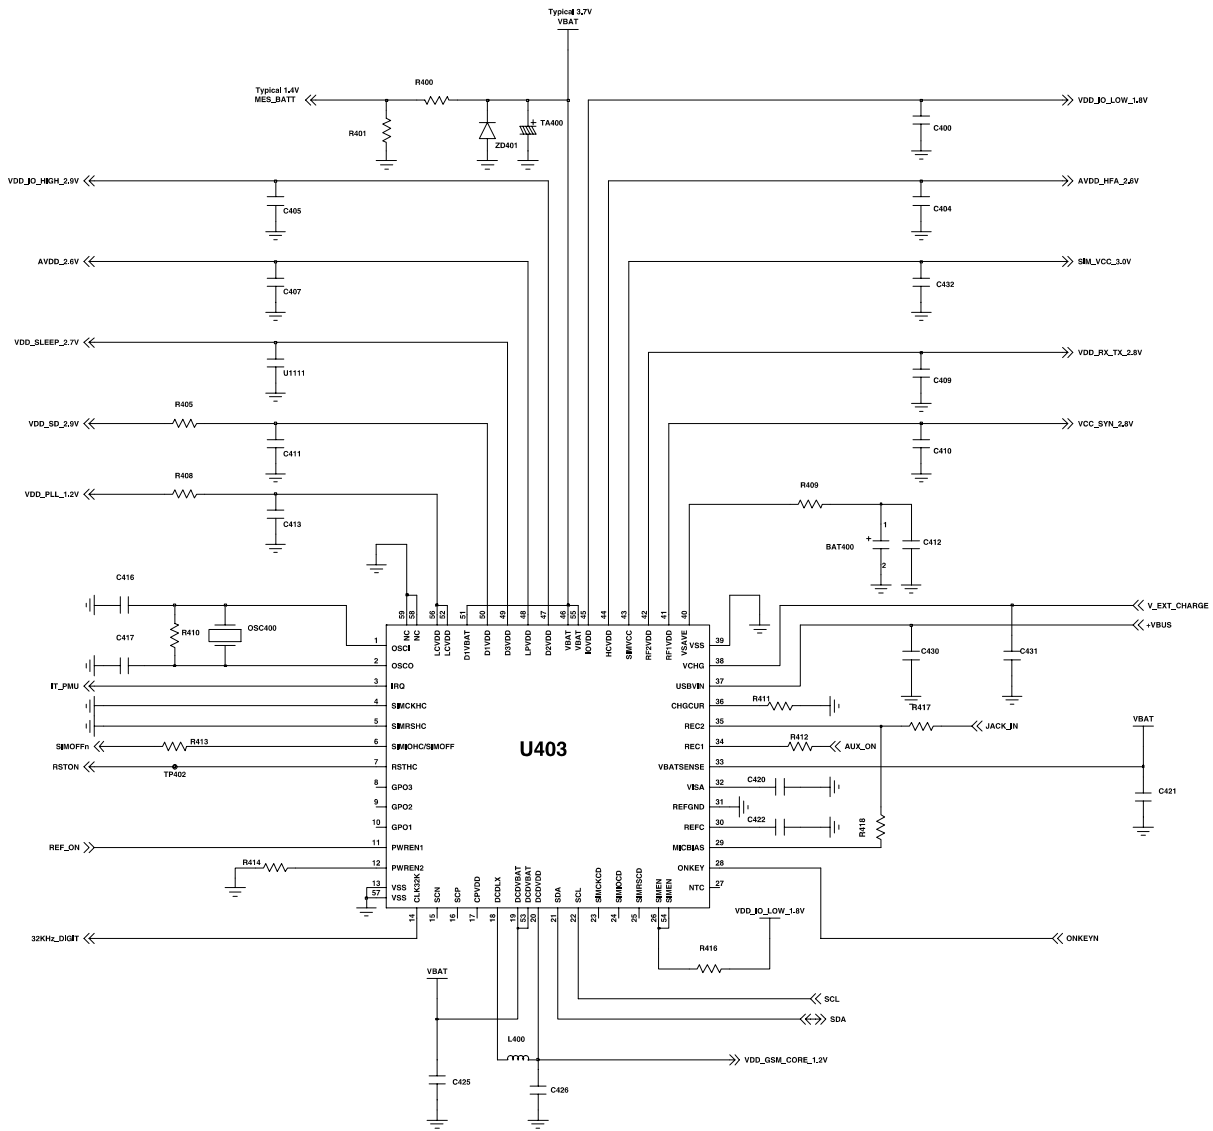 Typical 3.7V
VBAT
R400
Typical 1.4V
MES_BATT
R401
ZD401
+
TA400
VDD_IO_LOW_1.8V
C400
VDD_IO_HIGH_2.9V
C405
AVDD_HFA_2.6V
C404
AVDD_2.6V
C407
SIM_VCC_3.0V
C432
VDD_SLEEP_2.7V
U1111
VDD_RX_TX_2.8V
C409
R405
VDD_SD_2.9V
C411
VCC_SYN_2.8V
C410
R408
VDD_PLL_1.2V
C413
R409
1
+
BAT400
2
C412
C416
R410
OSC400
C417
59 58 56 52 51 50 49 48 47 46 55 45 44 43 42 41 40
NC
NC
LCVDD
LCVDD
D1VBAT
D1VDD
D3VDD
LPVDD
D2VDD
VBAT
VBAT
IOVDD
HCVDD
SIMVCC
RF2VDD
RF1VDD
VSAVE
V_EXT_CHARGE
+VBUS
C430
C431
1 OSCI
2 OSCO
IT_PMU
3 IRQ
4 SIMCKHC
5 SIMRSHC
SIMOFFn
R413
6 SIMIOHC/SIMOFF
RSTON
TP402
7 RSTHC
8 GPO3
9 GPO2
10 GPO1
REF_ON
11 PWREN1
R414
12 PWREN2
13 VSS
57 VSS
U403
VSS 39
VCHG 38
USBVIN 37
CHGCUR 36
R411
REC2 35
R417
JACK_IN
REC1 34
R412
AUX_ON
VBATSENSE 33
VBAT
C421
VISA 32
C420
REFGND 31
REFC 30
C422
R418
MICBIAS 29
ONKEY 28
NTC 27
CLK32K
SCN
SCP
CPVDD
DCDLX
DCDVBAT
DCDVBAT
DCDVDD
SDA
SCL
SIMCKCD
SIMIOCD
SIMRSCD
SIMEN
SIMEN
14 15 16 17 18 19 53 20 21 22 23 24 25 26 54
VDD_IO_LOW_1.8V
32KHz_DIGIT
R416
ONKEYN
VBAT
SCL
SDA
L400
VDD_GSM_CORE_1.2V
C425
C426